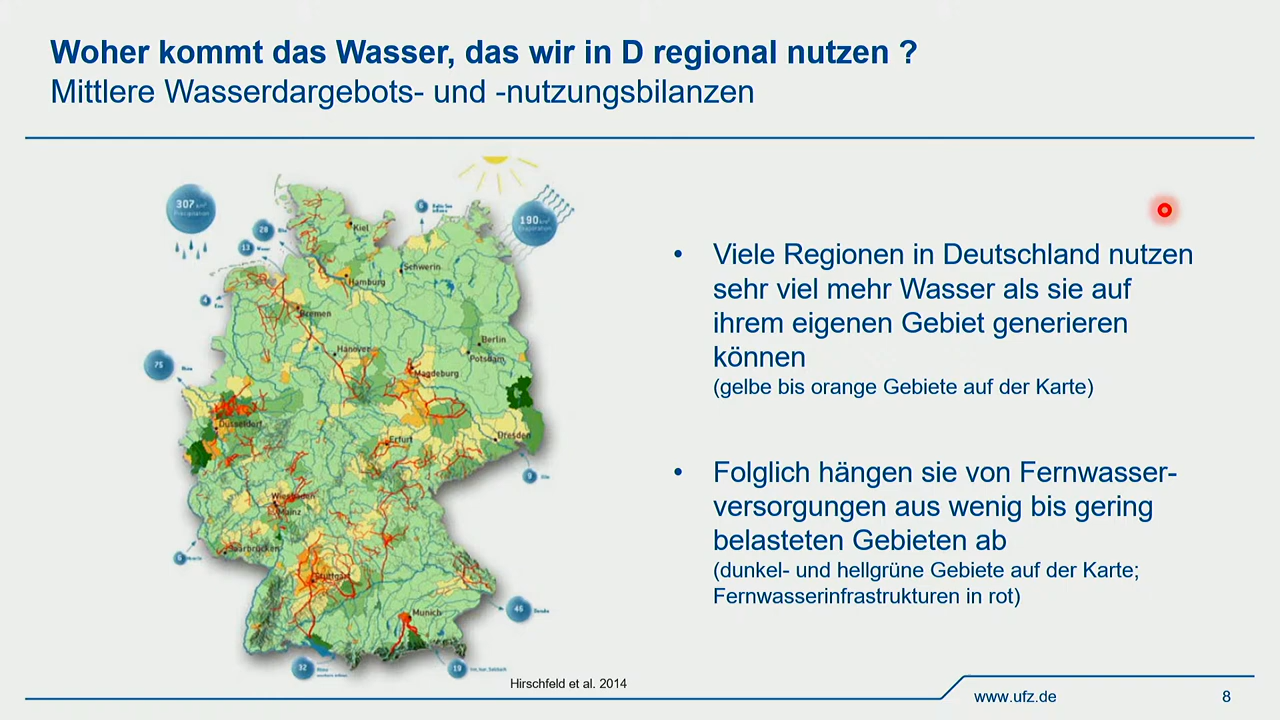 Woher kommt das Wasser, das wir in D regional nutzen ?
Mittlere Wasserdargebots- und -nutzungsbilanzen
307 km³
Precipitation
190 km³
Evaporation
28
13
4
75
6
9
46
32
19
Kiel
Schwerin
Hamburg
Bremen
Berlin
Potsdam
Hanover
Magdeburg
Düsseldorf
Erfurt
Dresden
Wiesbaden
Mainz
Saarbrücken
Stuttgart
Munich
• Viele Regionen in Deutschland nutzen
sehr viel mehr Wasser als sie auf
ihrem eigenen Gebiet generieren
können
(gelbe bis orange Gebiete auf der Karte)
• Folglich hängen sie von Fernwasser-
versorgungen aus wenig bis gering
belasteten Gebieten ab
(dunkel- und hellgrüne Gebiete auf der Karte;
Fernwasserinfrastrukturen in rot)
Hirschfeld et al. 2014
www.ufz.de
8